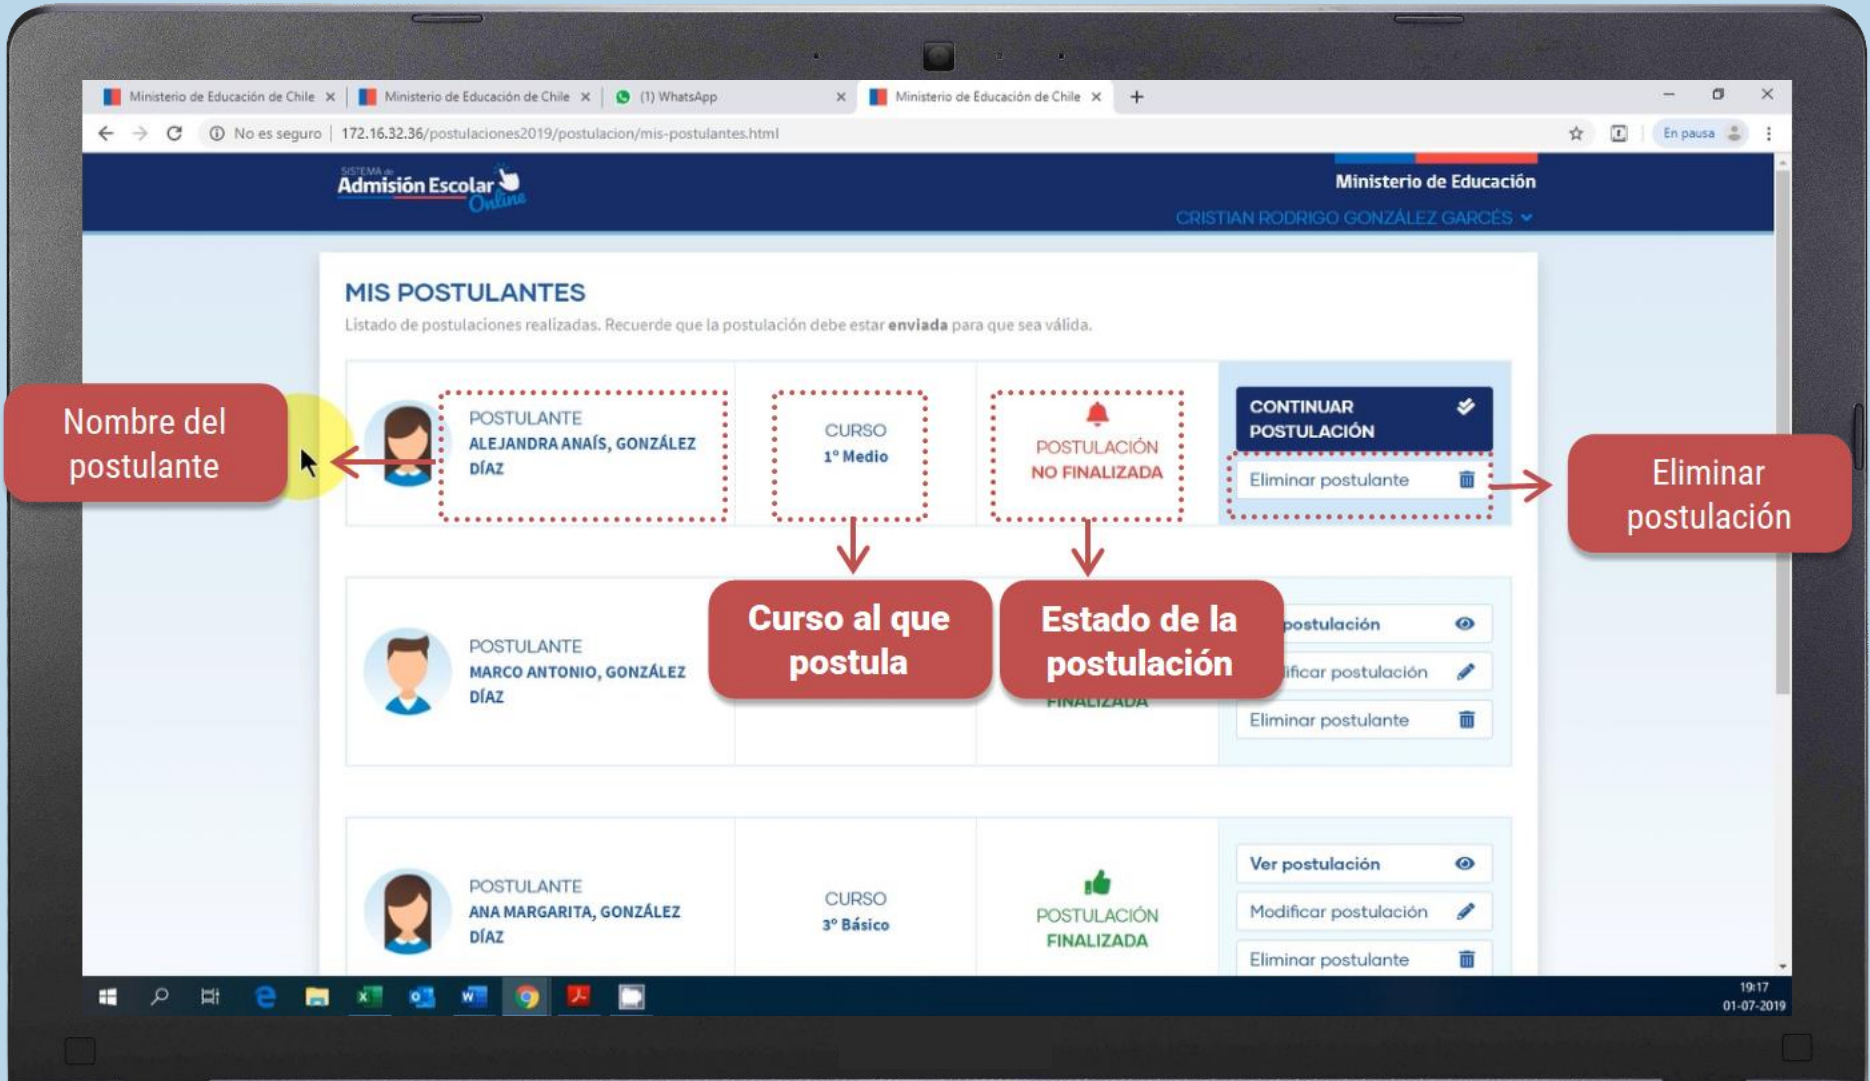 Ministerio de Educación de Chile
Ministerio de Educación de Chile
(1) WhatsApp
Ministerio de Educación de Chile
No es seguro | 172.16.32.36/postulaciones2019/postulacion/mis-postulantes.html
En pausa
SISTEMA de
Admisión Escolar
Online
Ministerio de Educación
CRISTIAN RODRIGO GONZÁLEZ GARCÉS
MIS POSTULANTES
Listado de postulaciones realizadas. Recuerde que la postulación debe estar enviada para que sea válida.
Nombre del
postulante
POSTULANTE
ALEJANDRA ANAÍS, GONZÁLEZ
DÍAZ
CURSO
1º Medio
POSTULACIÓN
NO FINALIZADA
CONTINUAR
POSTULACIÓN
Eliminar postulante
Eliminar
postulación
Curso al que
postula
Estado de la
postulación
POSTULANTE
MARCO ANTONIO, GONZÁLEZ
DÍAZ
FINALIZADA
postulación
ificar postulación
Eliminar postulante
POSTULANTE
ANA MARGARITA, GONZÁLEZ
DÍAZ
CURSO
3º Básico
POSTULACIÓN
FINALIZADA
Ver postulación
Modificar postulación
Eliminar postulante
19:17
01-07-2019